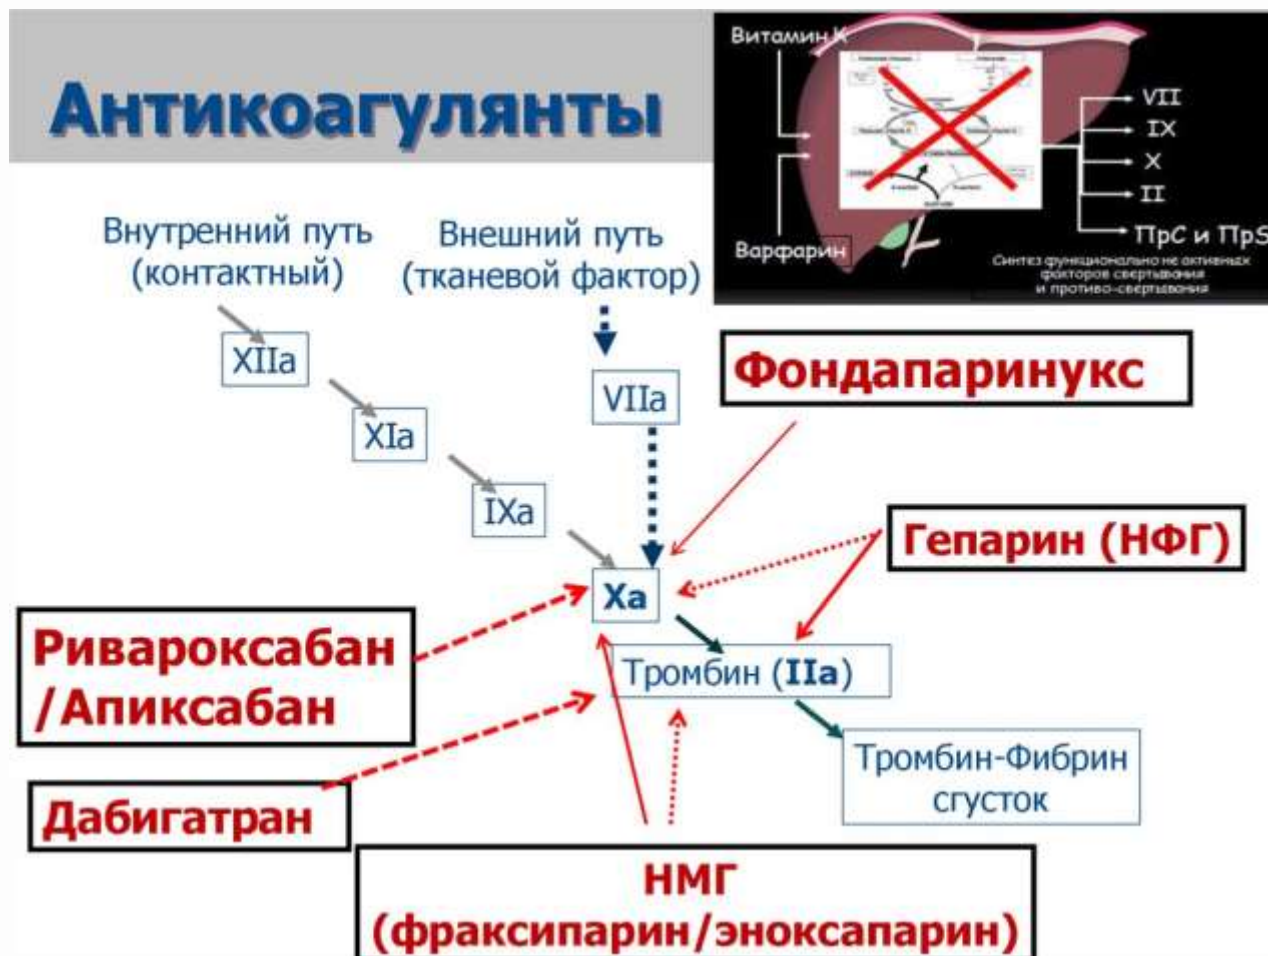 Антикоагулянты
Витамин К
Варфарин
VII
IX
X
II
ПрС и ПрS
Синтез функционально не активных
факторов свертывания
и противо-свертывания
Внутренний путь
(контактный)
Внешний путь
(тканевой фактор)
XIIa
XIa
IXa
VIIa
Фондапаринукс
Гепарин (НФГ)
Xa
Ривароксабан
/Апиксабан
Тромбин (IIa)
Тромбин-Фибрин
сгусток
Дабигатран
НМГ
(фраксипарин/эноксапарин)